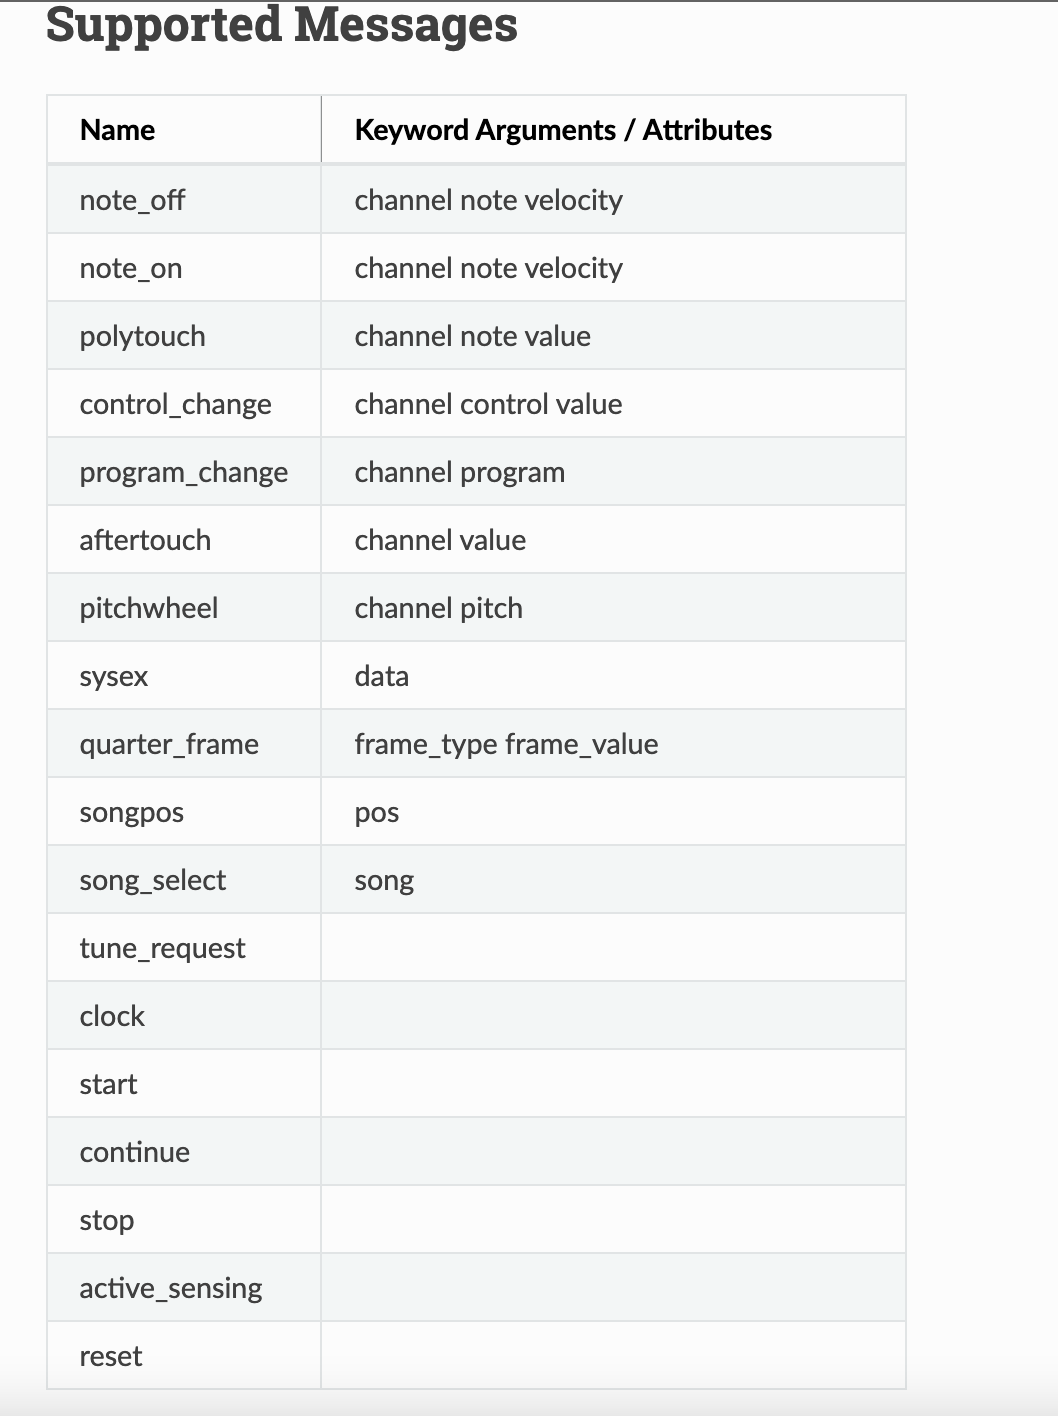 Supported Messages
Name Keyword Arguments / Attributes
note_off channel note velocity
note_on channel note velocity
polytouch channel note value
control_change channel control value
program_change channel program
aftertouch channel value
pitchwheel channel pitch
sysex data
quarter_frame frame_type frame_value
songpos pos
song_select song
tune_request
clock
start
continue
stop
active_sensing
reset